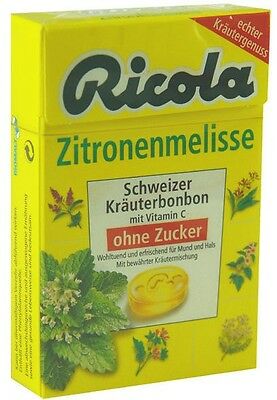 echter
Kräutergenuss
Ricola
Zitronenmelisse
Schweizer
Kräuterbonbon
mit Vitamin C
ohne Zucker
Wohltuend und erfrischend für Mund und Hals
Mit bewährter Kräutermischung